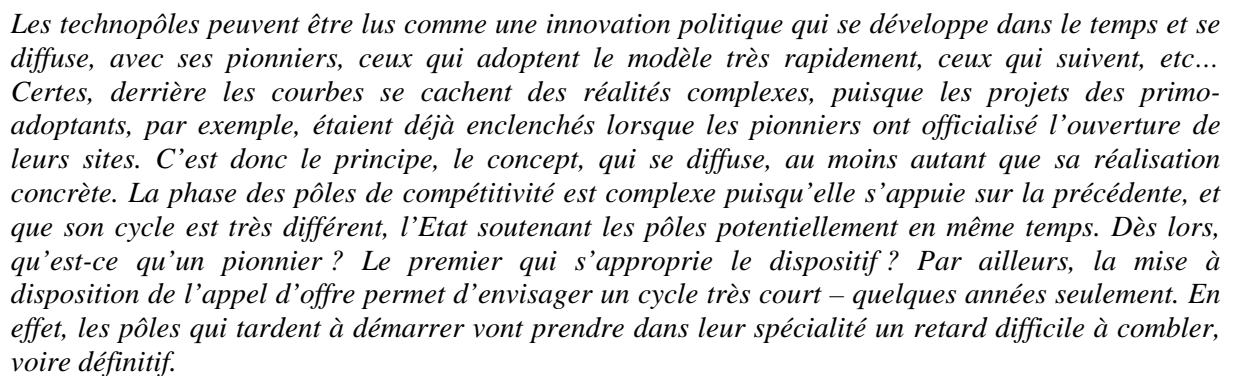 Les technopôles peuvent être lus comme une innovation politique qui se développe dans le temps et se
diffuse, avec ses pionniers, ceux qui adoptent le modèle très rapidement, ceux qui suivent, etc…
Certes, derrière les courbes se cachent des réalités complexes, puisque les projets des primo-
adoptants, par exemple, étaient déjà enclenchés lorsque les pionniers ont officialisé l’ouverture de
leurs sites. C’est donc le principe, le concept, qui se diffuse, au moins autant que sa réalisation
concrète. La phase des pôles de compétitivité est complexe puisqu’elle s’appuie sur la précédente, et
que son cycle est très différent, l’Etat soutenant les pôles potentiellement en même temps. Dès lors,
qu’est-ce qu’un pionnier ? Le premier qui s’approprie le dispositif ? Par ailleurs, la mise à
disposition de l’appel d’offre permet d’envisager un cycle très court – quelques années seulement. En
effet, les pôles qui tardent à démarrer vont prendre dans leur spécialité un retard difficile à combler,
voire définitif.